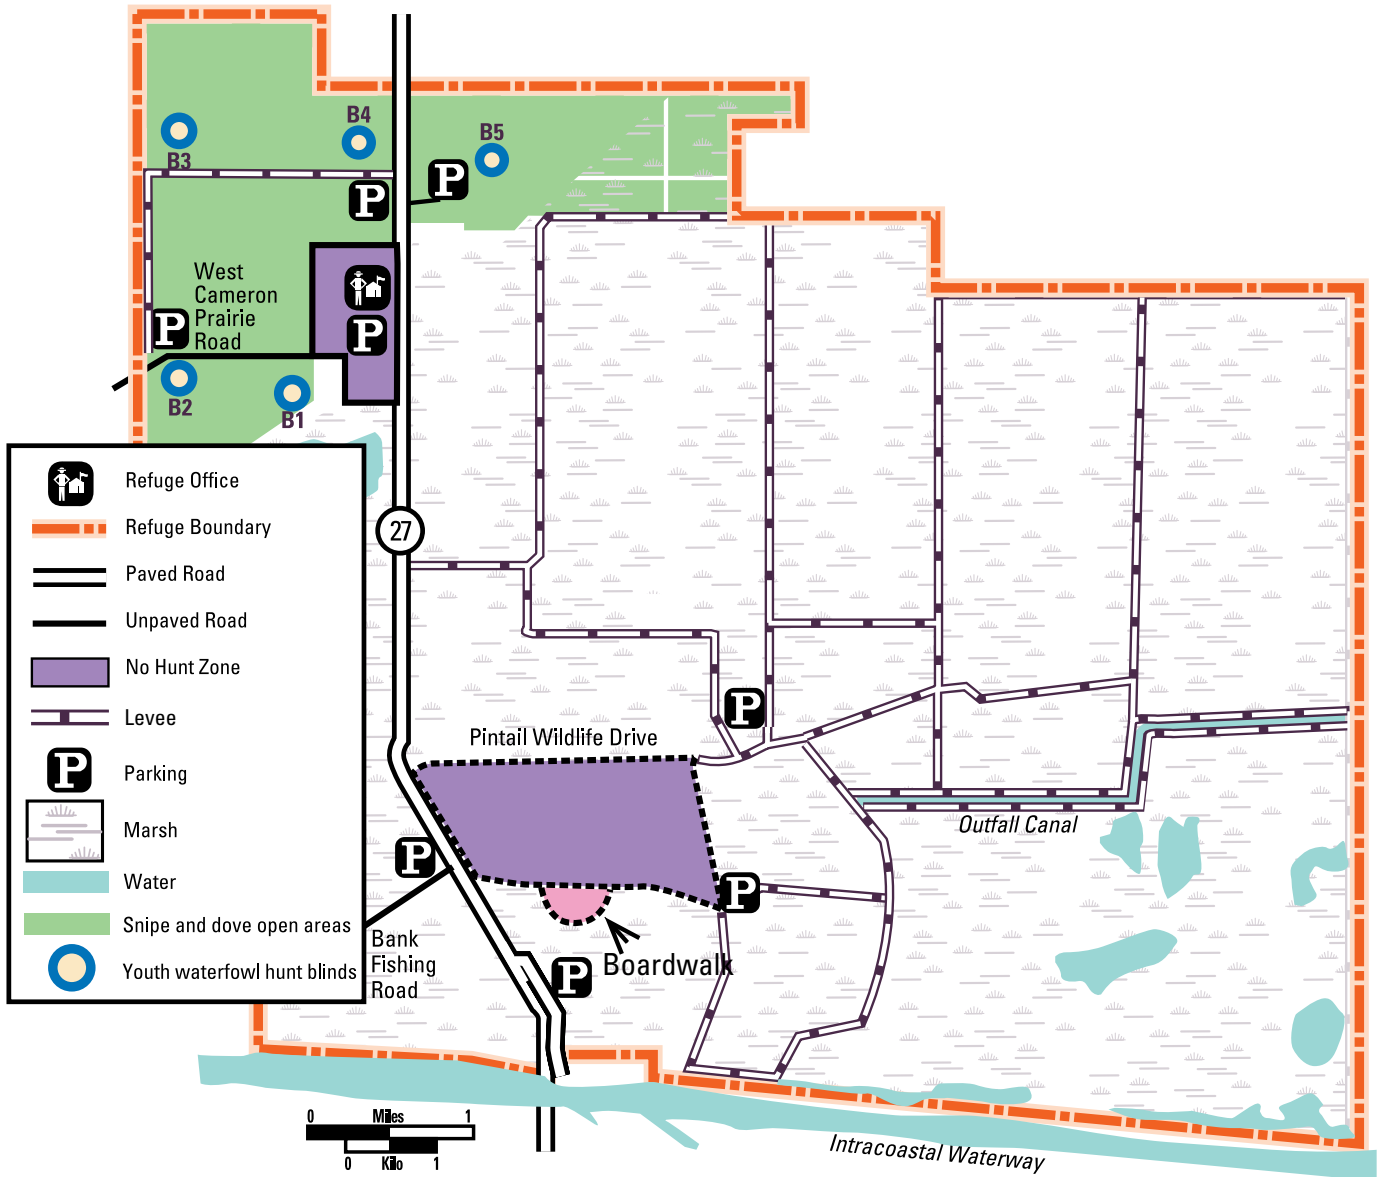 B4
B5
B3
P
P
West
Cameron
Prairie
Road
P
P
B2
B1
Refuge Office
Refuge Boundary
27
Paved Road
Unpaved Road
No Hunt Zone
Levee
P
Pintail Wildlife Drive
P
Parking
Marsh
Outfall Canal
P
Water
P
Snipe and dove open areas
Youth waterfowl hunt blinds
Bank
Fishing
Road
Boardwalk
P
0 Miles 1
0 Kilo 1
Intracoastal Waterway